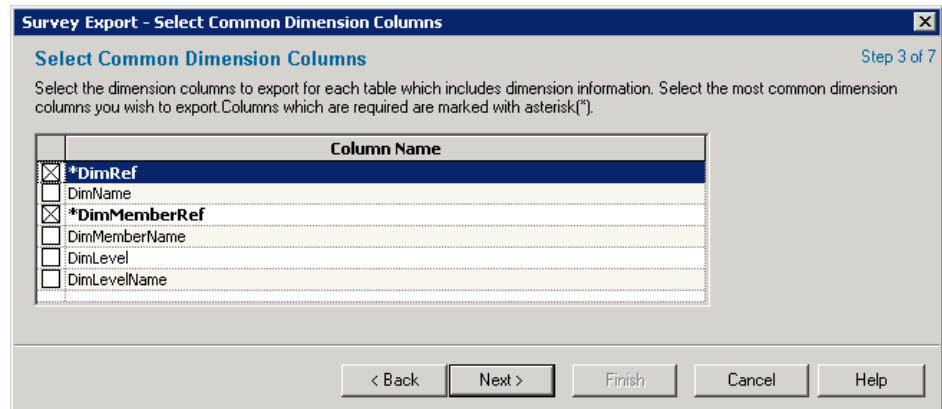 Survey Export - Select Common Dimension Columns
Select Common Dimension Columns
Step 3 of 7
Select the dimension columns to export for each table which includes dimension information. Select the most common dimension
columns you wish to export.Columns which are required are marked with asterisk(*).
Column Name
*DimRef
DimName
*DimMemberRef
DimMemberName
DimLevel
DimLevelName
< Back Next > Finish Cancel Help